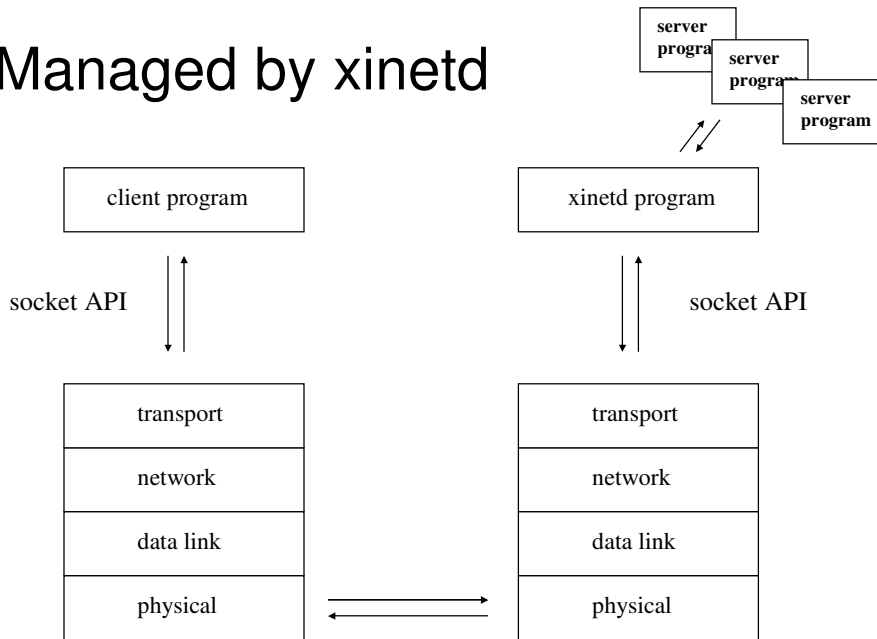 Managed by xinetd
server
progra
server
program
server
program
client program
xinetd program
socket API
socket API
transport
network
data link
physical
transport
network
data link
physical